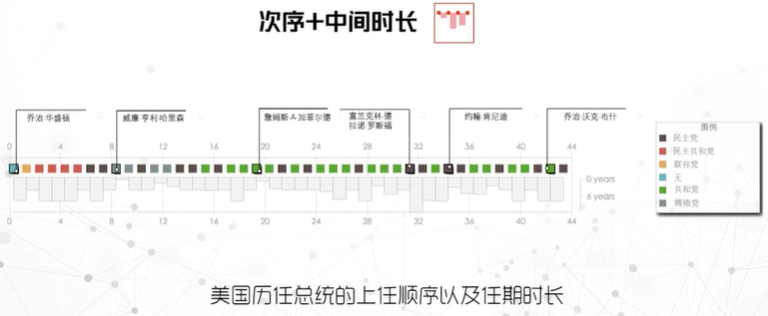 次序+中间时长
乔治·华盛顿
威廉·亨利·哈里森
詹姆斯·A·加菲尔德
富兰克林·德
拉诺·罗斯福
约翰·肯尼迪
乔治·沃克·布什
0 4 8 12 16 20 24 28 32 36 40 44
0 years
6 years
0 4 8 12 16 20 24 28 32 36 40 44
图例
民主党
民主共和党
联邦党
无
共和党
辉格党
美国历任总统的上任顺序以及任期时长